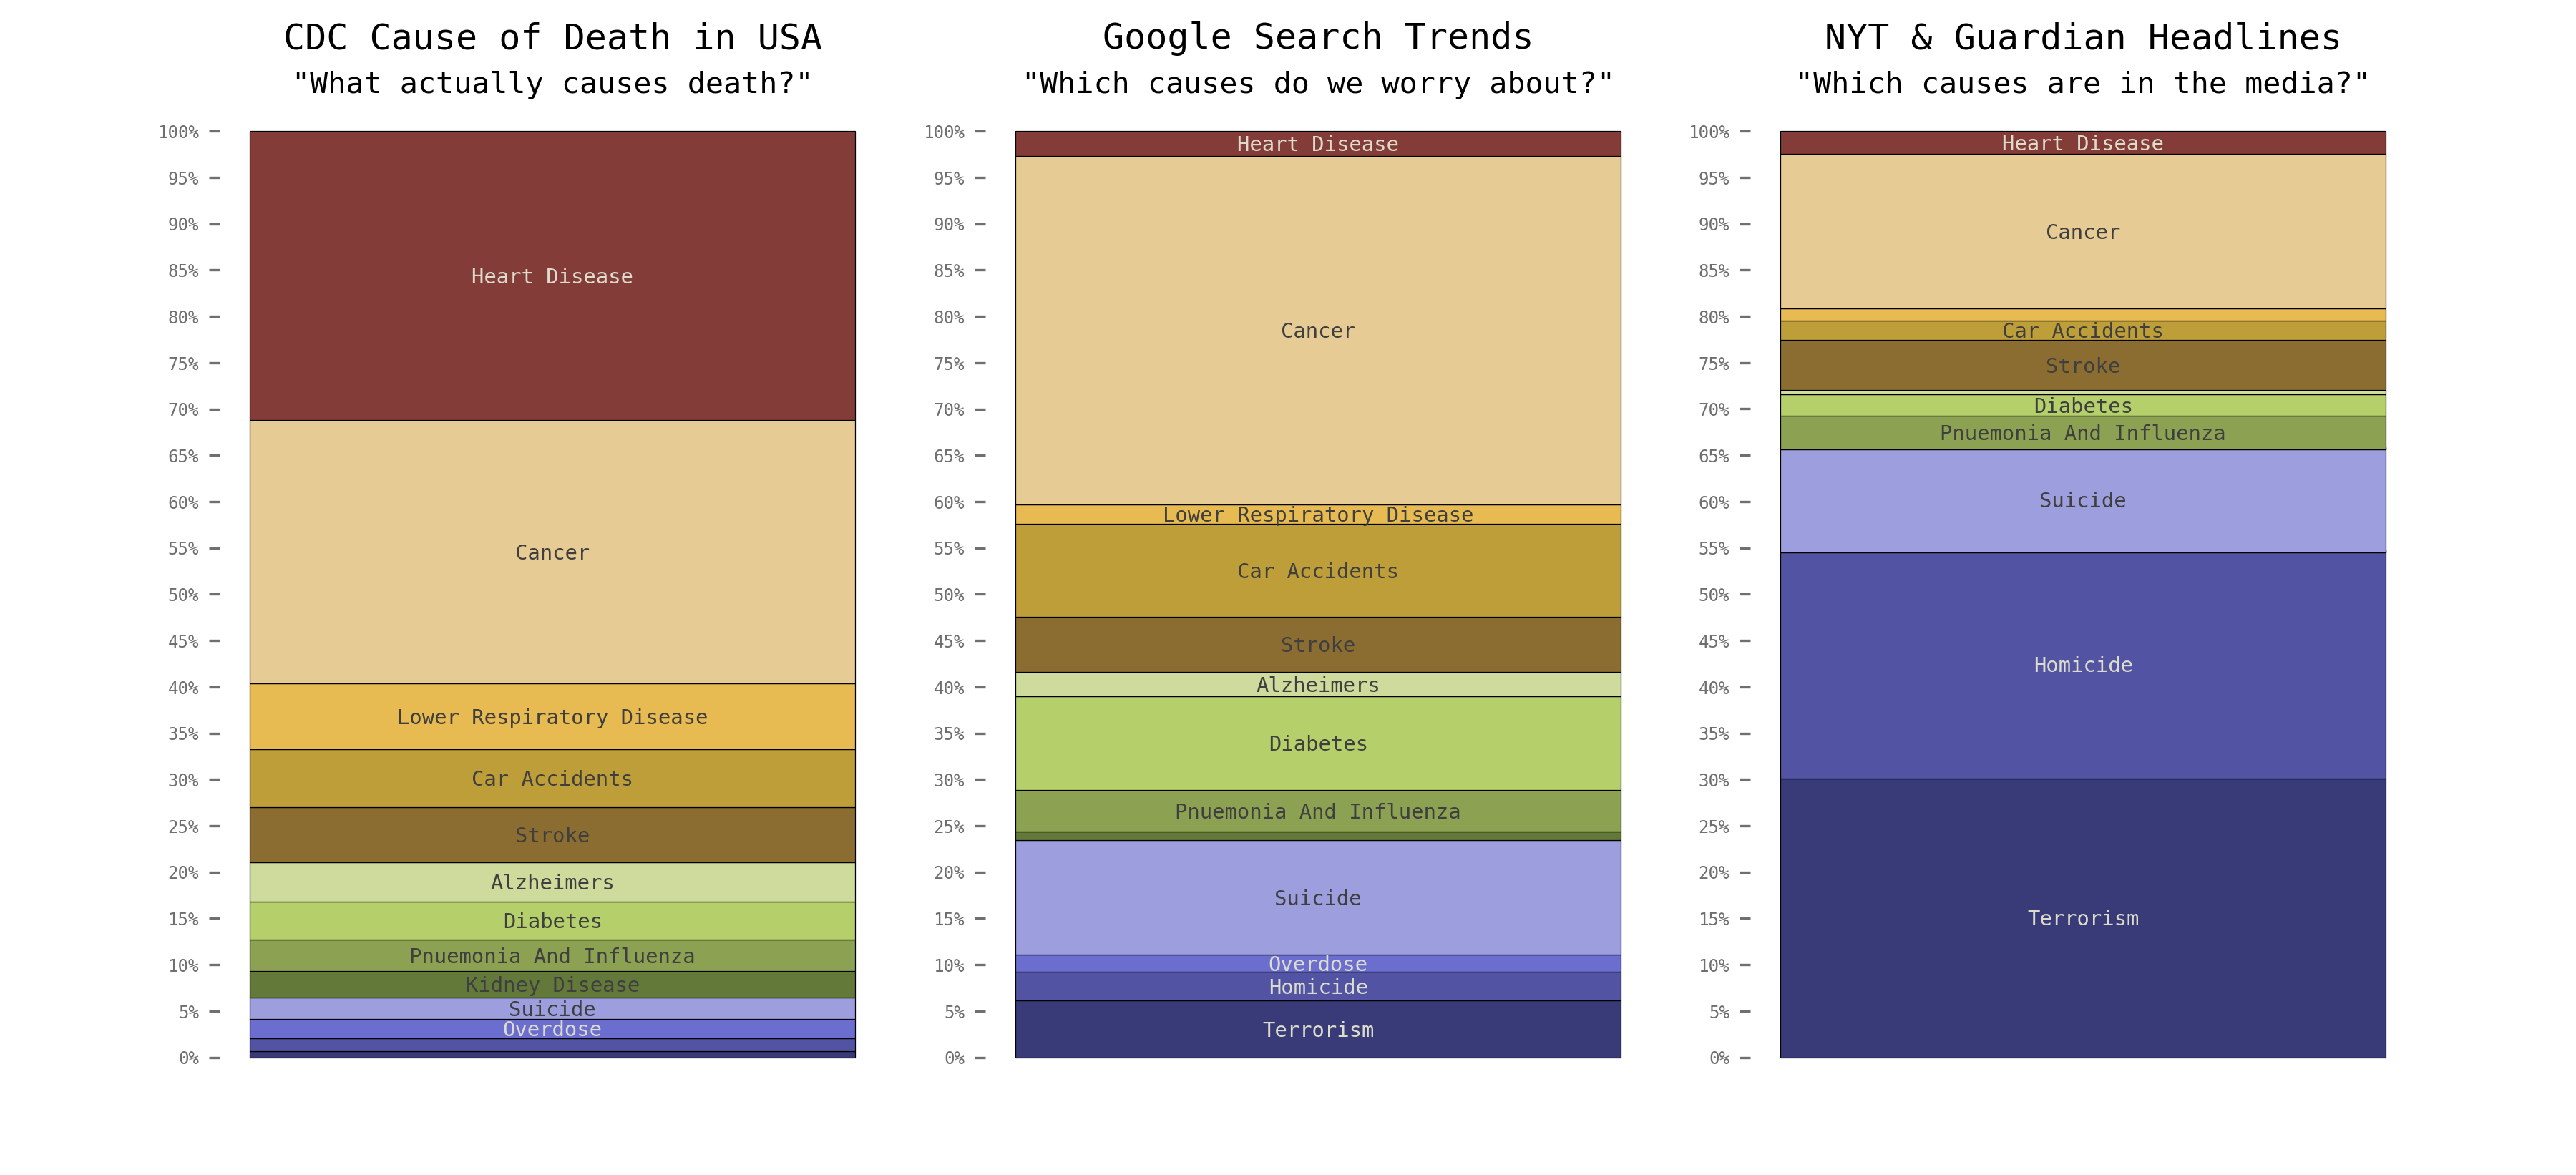 CDC Cause of Death in USA
"What actually causes death?"
100%
95%
90%
85%
80%
75%
70%
65%
60%
55%
50%
45%
40%
35%
30%
25%
20%
15%
10%
5%
0%
Heart Disease
Cancer
Lower Respiratory Disease
Car Accidents
Stroke
Alzheimers
Diabetes
Pnuemonia And Influenza
Kidney Disease
Suicide
Overdose
Google Search Trends
"Which causes do we worry about?"
100%
95%
90%
85%
80%
75%
70%
65%
60%
55%
50%
45%
40%
35%
30%
25%
20%
15%
10%
5%
0%
Heart Disease
Cancer
Lower Respiratory Disease
Car Accidents
Stroke
Alzheimers
Diabetes
Pnuemonia And Influenza
Suicide
Overdose
Homicide
Terrorism
NYT & Guardian Headlines
"Which causes are in the media?"
100%
95%
90%
85%
80%
75%
70%
65%
60%
55%
50%
45%
40%
35%
30%
25%
20%
15%
10%
5%
0%
Heart Disease
Cancer
Car Accidents
Stroke
Diabetes
Pnuemonia And Influenza
Suicide
Homicide
Terrorism